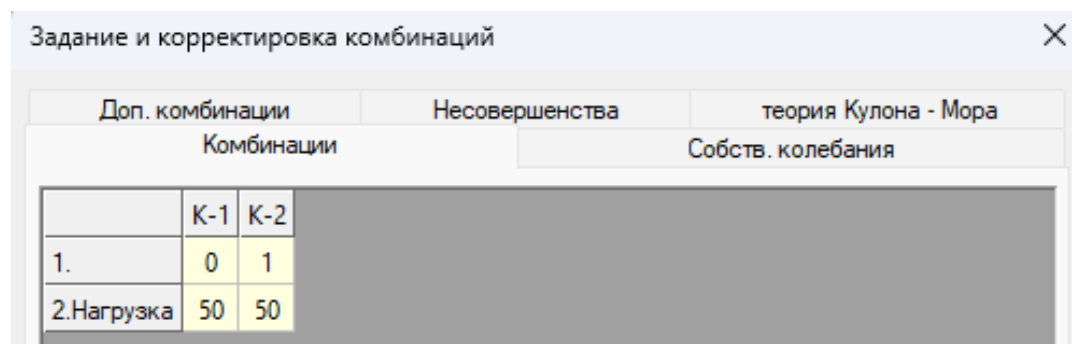 Задание и корректировка комбинаций
Доп. комбинации Несовершенства теория Кулона - Мора
Комбинации Собств. колебания
К-1 К-2
1. 0 1
2.Нагрузка 50 50